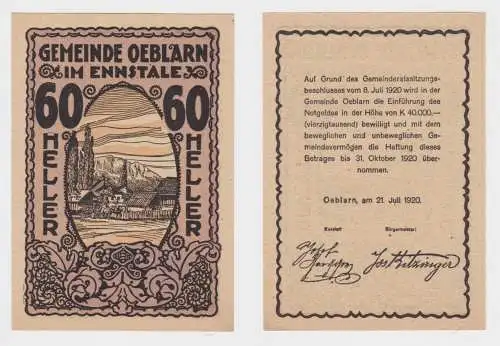 GEMEINDE OEBLARN
IM ENNSTALE
60 60
HELLER HELLER
Auf Grund des Gemeinderatssitzungs-
beschlusses vom 8. Juli 1920 wird in der
Gemeinde Oeblarn die Einführung des
Notgeldes in der Höhe von K 40.000.—
(vierzigtausend) bewilligt und mit dem
beweglichen und unbeweglichen Ge-
meindevermögen die Haftung dieses
Betrages bis 31. Oktober 1920 über-
nommen.
Oeblarn, am 21. Juli 1920.
Bürgermeister:
Josef